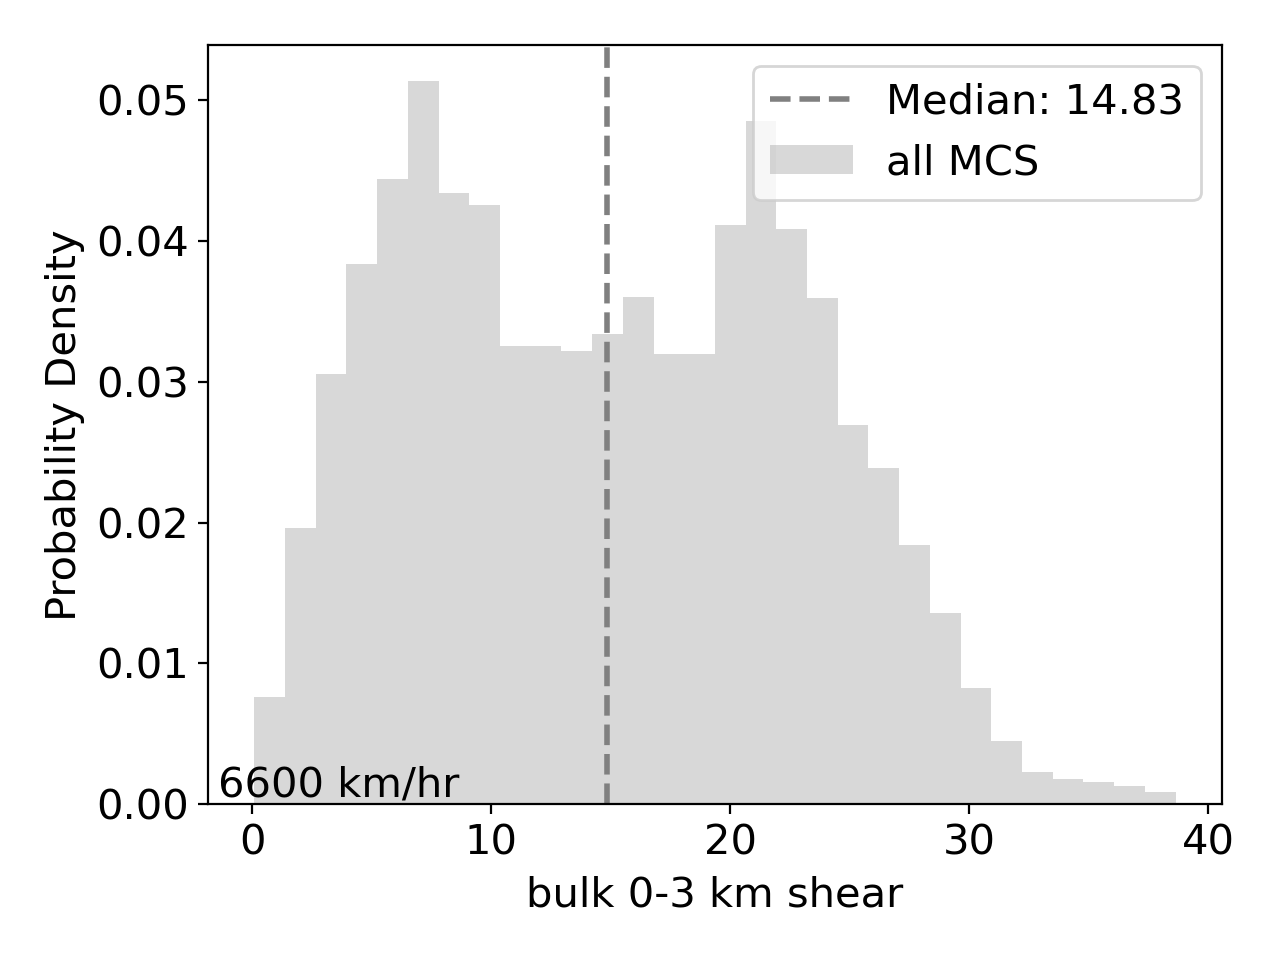 Probability Density
0.05
0.04
0.03
0.02
0.01
0.00
Median: 14.83
all MCS
6600 km/hr
0 10 20 30 40
bulk 0-3 km shear